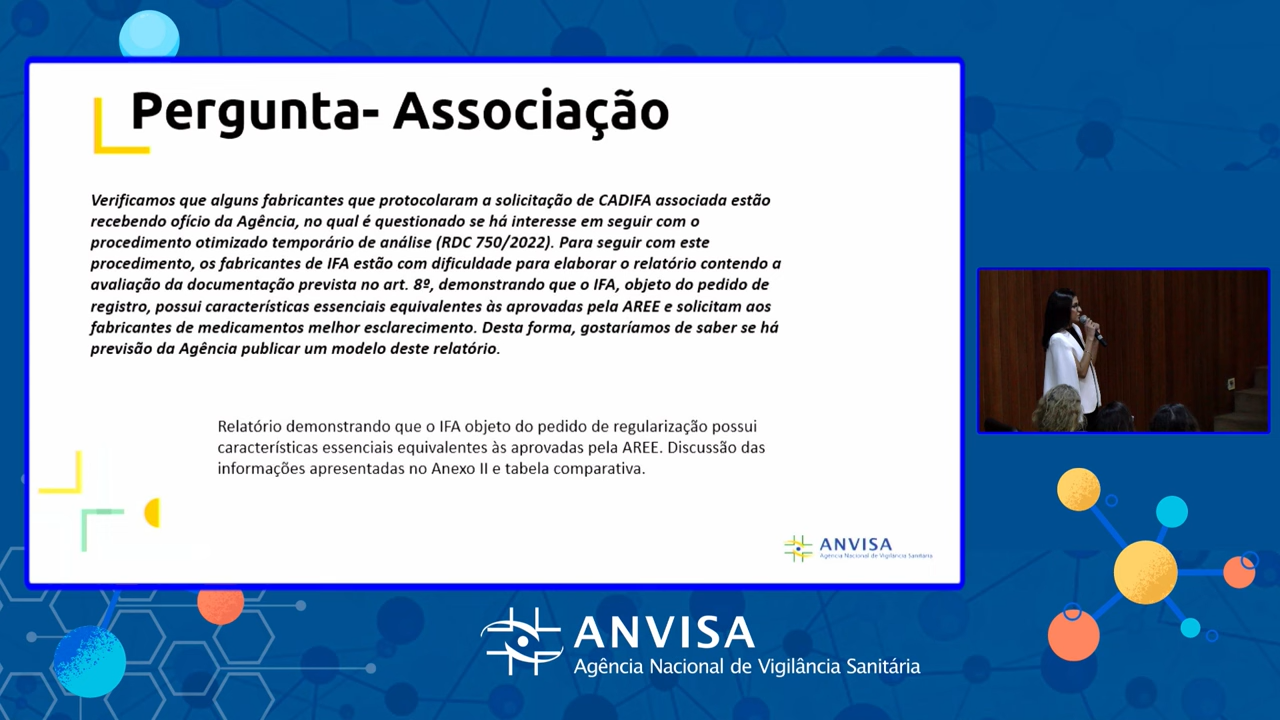 Pergunta- Associação
Verificamos que alguns fabricantes que protocolaram a solicitação de CADIFA associada estão
recebendo ofício da Agência, no qual é questionado se há interesse em seguir com o
procedimento otimizado temporário de análise (RDC 750/2022). Para seguir com este
procedimento, os fabricantes de IFA estão com dificuldade para elaborar o relatório contendo a
avaliação da documentação prevista no art. 8º, demonstrando que o IFA, objeto do pedido de
registro, possui características essenciais equivalentes às aprovadas pela AREE e solicitam aos
fabricantes de medicamentos melhor esclarecimento. Desta forma, gostaríamos de saber se há
previsão da Agência publicar um modelo deste relatório.
Relatório demonstrando que o IFA objeto do pedido de regularização possui
características essenciais equivalentes às aprovadas pela AREE. Discussão das
informações apresentadas no Anexo II e tabela comparativa.
ANVISA
Agência Nacional de Vigilância Sanitária
ANVISA
Agência Nacional de Vigilância Sanitária